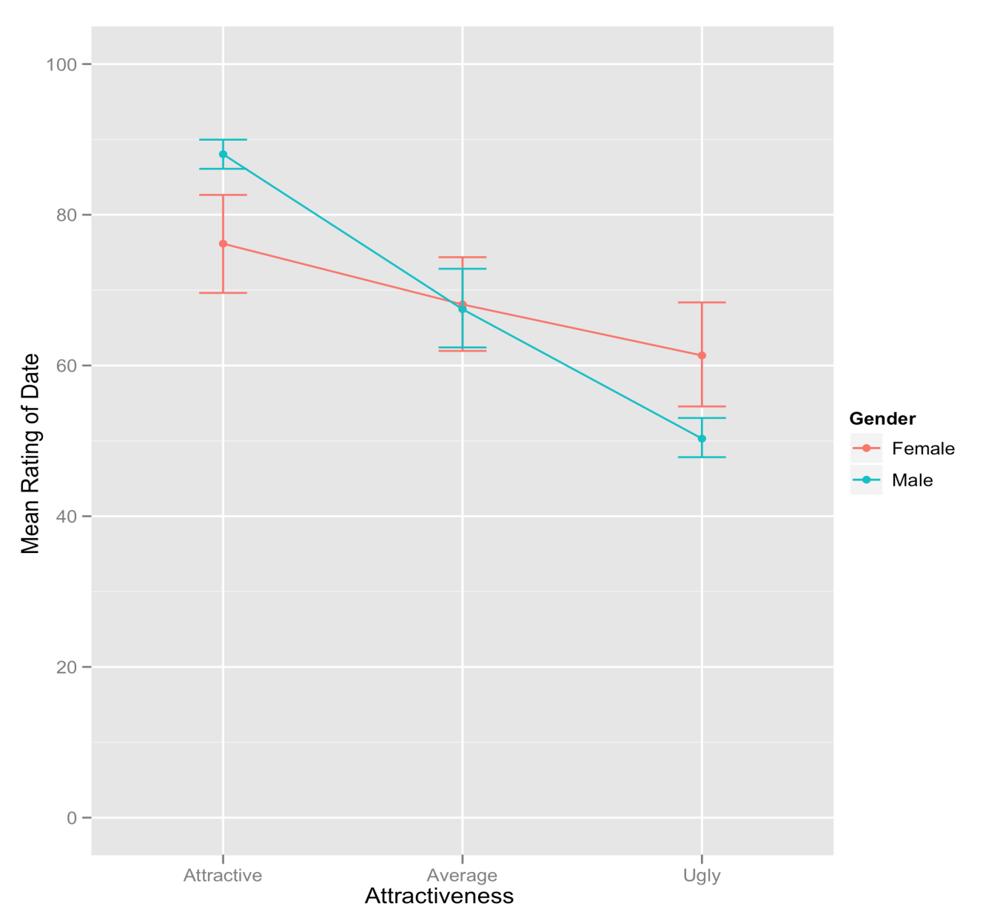 Mean Rating of Date
100
80
60
40
20
0
Attractive
Average
Ugly
Attractiveness
Gender
Female
Male